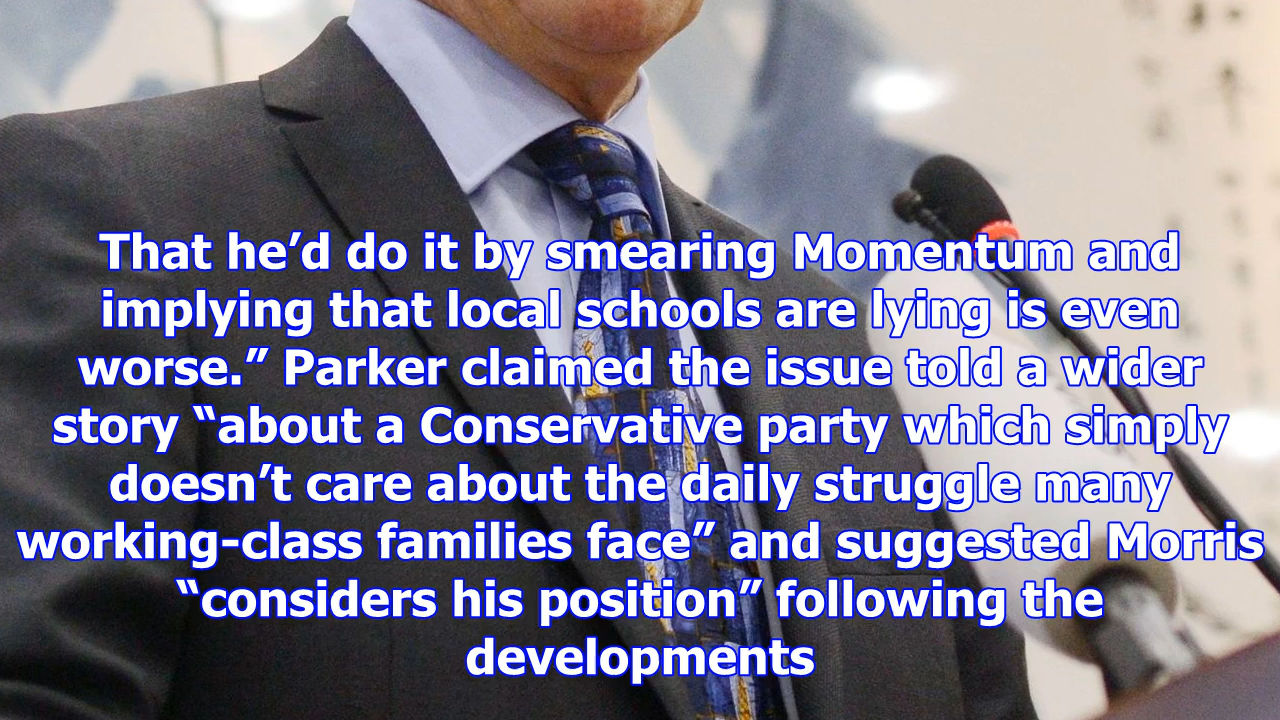 That he’d do it by smearing Momentum and
implying that local schools are lying is even
worse.” Parker claimed the issue told a wider
story “about a Conservative party which simply
doesn’t care about the daily struggle many
working-class families face” and suggested Morris
“considers his position” following the
developments